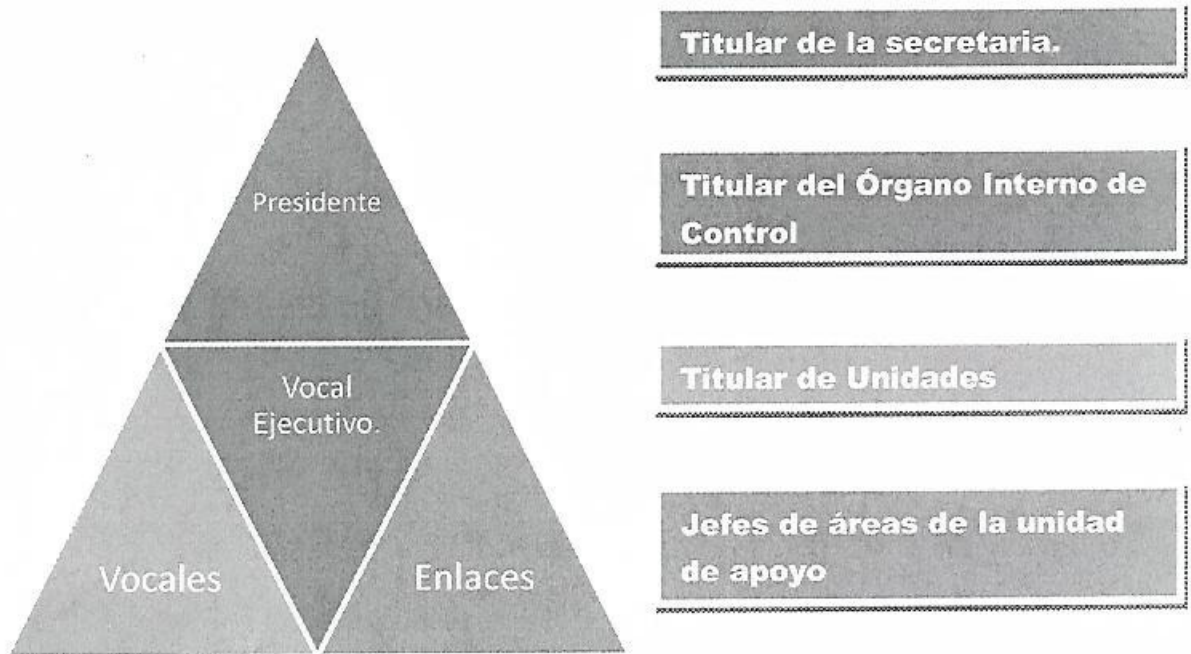 Presidente
Vocal
Ejecutivo.
Vocales
Enlaces
Titular de la secretaria.
Titular del Órgano Interno de
Control
Titular de Unidades
Jefes de áreas de la unidad
de apoyo